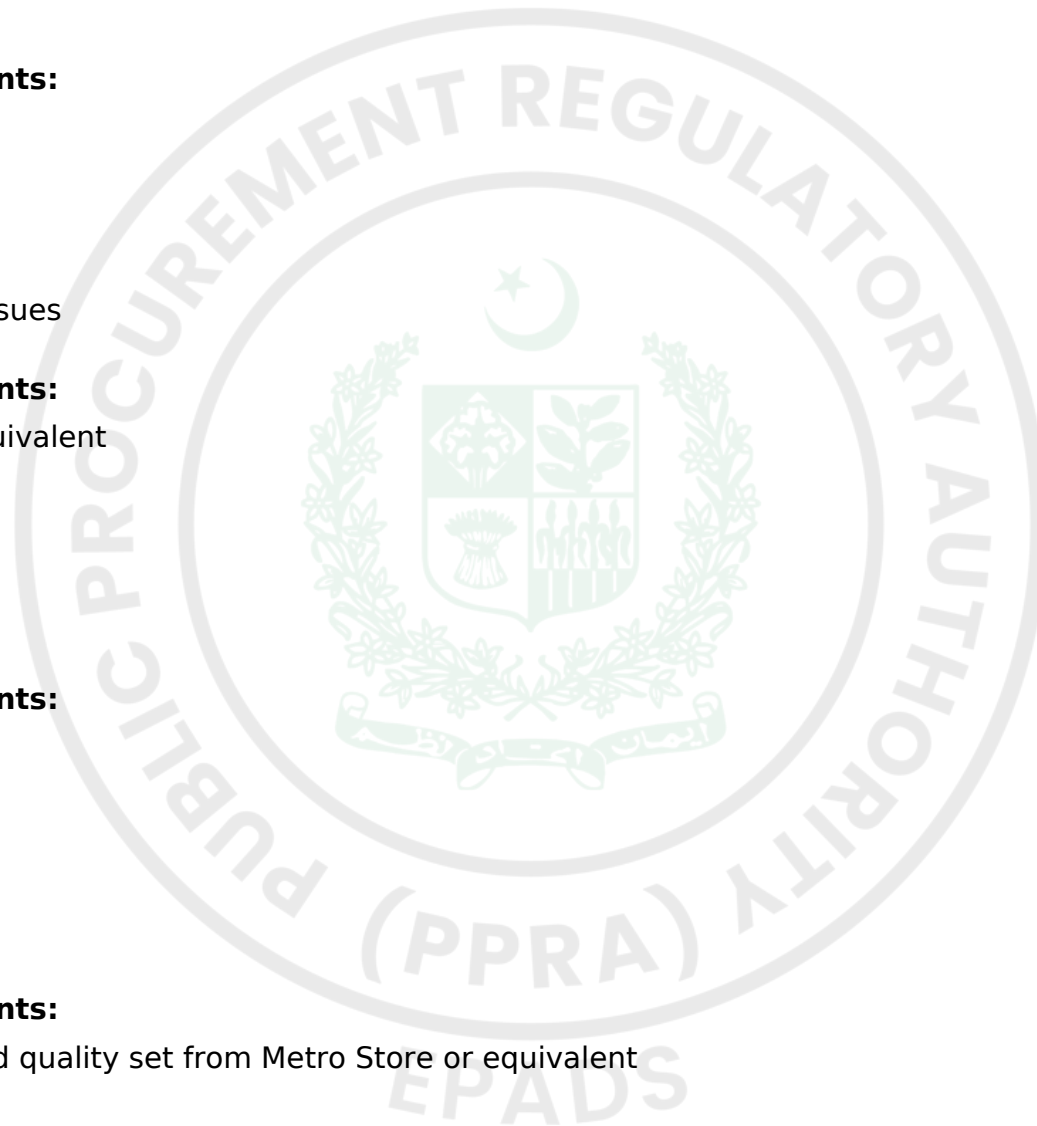 nts:
sues
nts:
uivalent
nts:
nts:
d quality set from Metro Store or equivalent
PUBLIC PROCUREMENT REGULATORY AUTHORITY
(PPRA)
EPADS